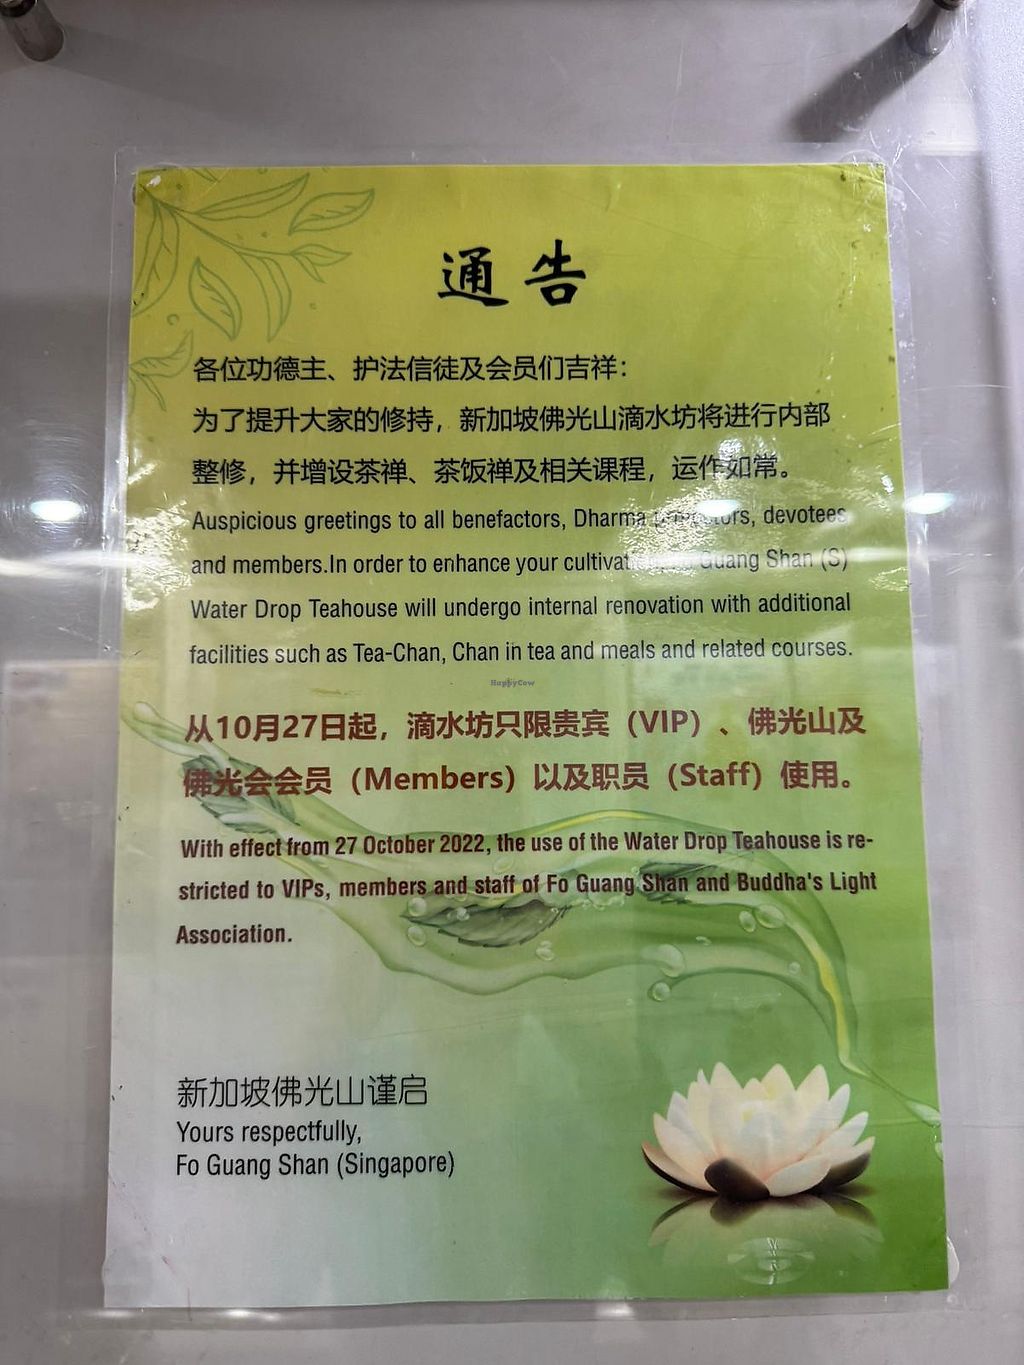 通告
各位功德主、护法信徒及会员们吉祥：
为了提升大家的修持，新加坡佛光山滴水坊将进行内部
整修，并增设茶禅、茶饭禅及相关课程，运作如常。
Auspicious greetings to all benefactors, Dharma devotees
and members.In order to enhance your Guang Shan (S)
Water Drop Teahouse will undergo internal renovation with additional
facilities such as Tea-Chan, Chan in tea and meals and related courses.
HappyCow
从10月27日起，滴水坊只限贵宾（VIP）、佛光山及
佛光会会员（Members）以及职员（Staff）使用。
With effect from 27 October 2022, the use of the Water Drop Teahouse is re-
stricted to VIPs, members and staff of Fo Guang Shan and Buddha's Light
Association.
新加坡佛光山谨启
Yours respectfully,
Fo Guang Shan (Singapore)